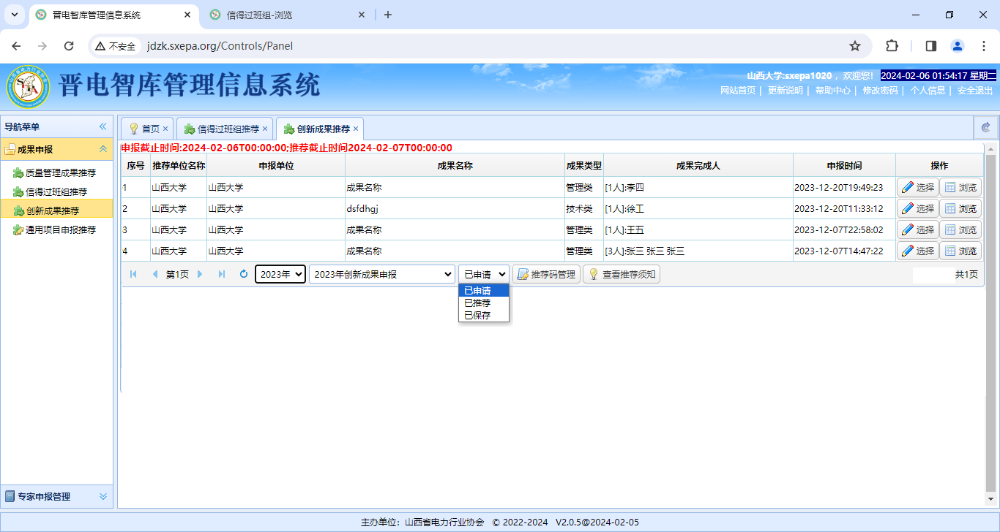 晋电智库管理信息系统
信得过班组-浏览
不安全
jdzk.sxepa.org/Controls/Panel
晋电智库管理信息系统
山西大学:sxepa1020 ，欢迎您! 2024-02-06 01:54:17 星期二
网站首页 | 更新说明 | 帮助中心 | 修改密码 | 个人信息 | 安全退出
导航菜单
成果申报
质量管理成果推荐
信得过班组推荐
创新成果推荐
通用项目申报推荐
专家申报管理
首页 × 信得过班组推荐 × 创新成果推荐 ×
申报截止时间:2024-02-06T00:00:00;推荐截止时间2024-02-07T00:00:00
序号 推荐单位名称 申报单位 成果名称 成果类型 成果完成人 申报时间 操作
1 山西大学 山西大学 成果名称 管理类 [1人]:李四 2023-12-20T19:49:23 选择 浏览
2 山西大学 山西大学 dsfdhgj 技术类 [1人]:徐工 2023-12-20T11:33:12 选择 浏览
3 山西大学 山西大学 成果名称 管理类 [1人]:王五 2023-12-07T22:58:02 选择 浏览
4 山西大学 山西大学 成果名称 管理类 [3人]:张三 张三 张三 2023-12-07T14:47:22 选择 浏览
第1页 2023年 2023年创新成果申报 已申请 推荐码管理 查看推荐须知 共1页
已申请
已推荐
已保存
主办单位：山西省电力行业协会 © 2022-2024 V2.0.5@2024-02-05